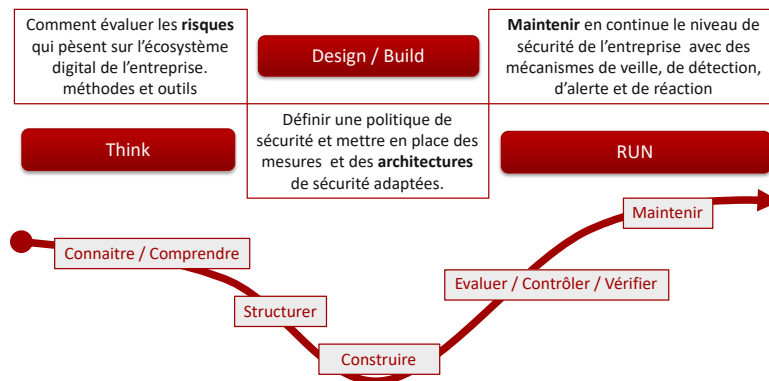 Comment évaluer les risques
qui pèsent sur l’écosystème
digital de l’entreprise.
méthodes et outils
Think
Design / Build
Définir une politique de
sécurité et mettre en place des
mesures et des architectures
de sécurité adaptées.
Maintenir en continue le niveau de
sécurité de l’entreprise avec des
mécanismes de veille, de détection,
d’alerte et de réaction
RUN
Connaitre / Comprendre
Structurer
Construire
Evaluer / Contrôler / Vérifier
Maintenir